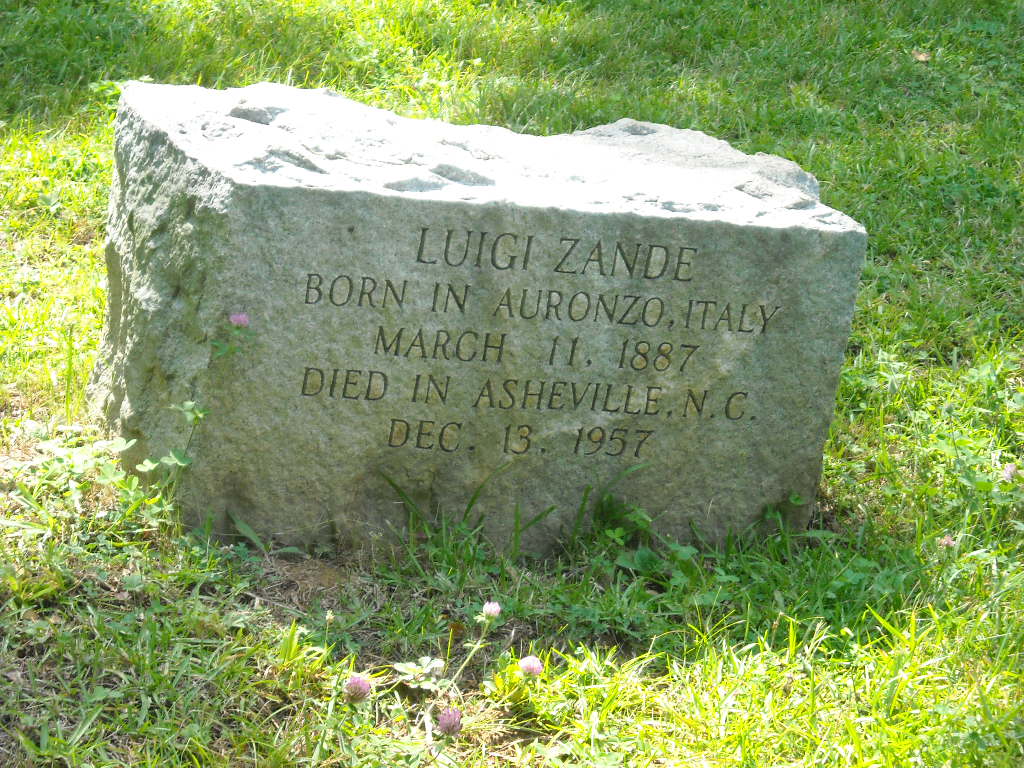 LUIGI ZANDE
BORN IN AURONZO, ITALY
MARCH 11, 1887
DIED IN ASHEVILLE, N.C.
DEC. 13, 1957